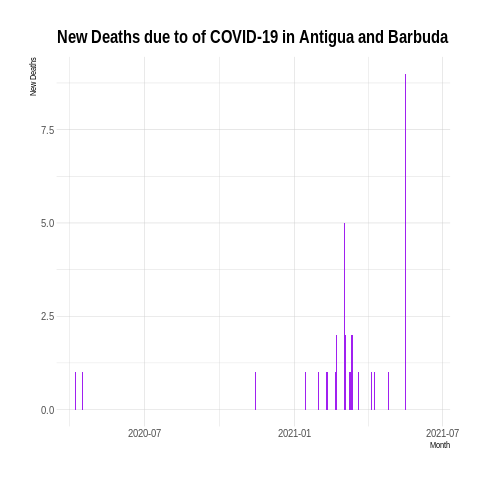 New Deaths due to of COVID-19 in Antigua and Barbuda
New Deaths
7.5
5.0
2.5
0.0
2020-07 2021-01 2021-07
Month